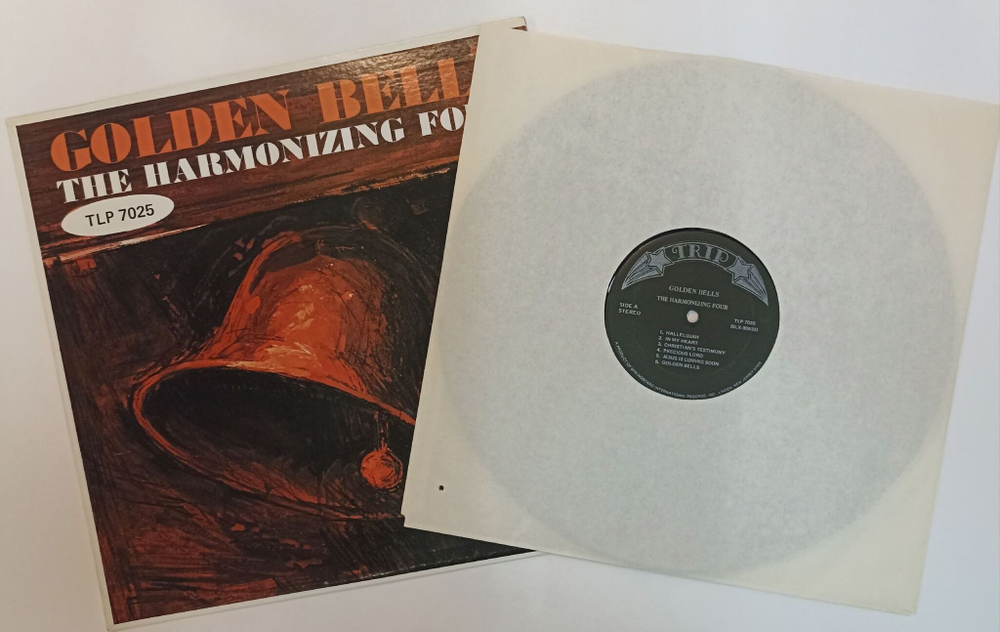 GOLDEN BELL
THE HARMONIZING FO
TLP 7025
TRIP
GOLDEN BELLS
THE HARMONIZING FOUR
SIDE A
STEREO
TLP 7025
1. HALLELUJAH
2. IN MY HEART
3. CHRISTIAN'S TESTIMONY
4. PRECIOUS LORD
5. JESUS IS COMING SOON
6. GOLDEN BELLS